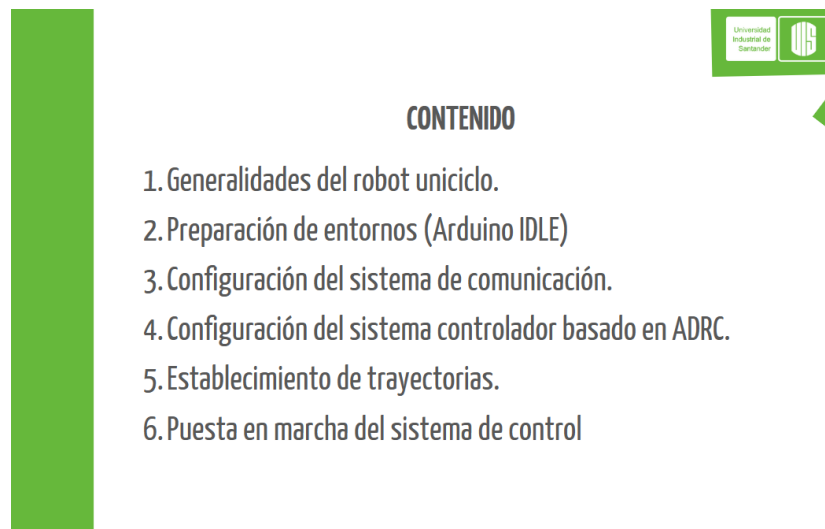 Universidad
Industrial de
Santander
UIS
CONTENIDO
1. Generalidades del robot uniciclo.
2. Preparación de entornos (Arduino IDLE)
3. Configuración del sistema de comunicación.
4. Configuración del sistema controlador basado en ADRC.
5. Establecimiento de trayectorias.
6. Puesta en marcha del sistema de control